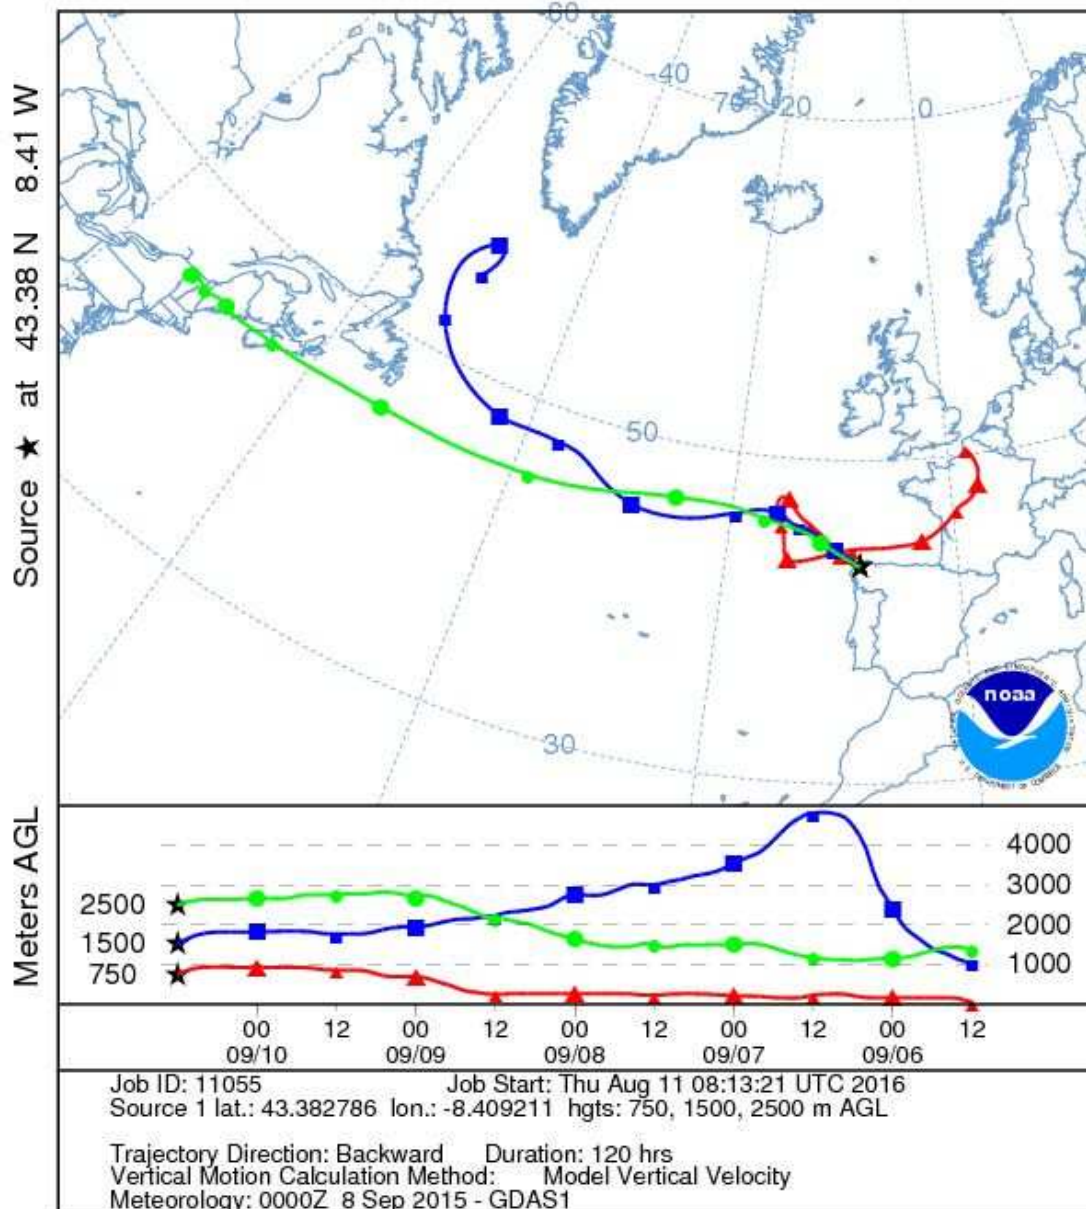 Source ★ at 43.38 N 8.41 W
-60
-40
70
-20
0
50
30
noaa
Meters AGL
4000
3000
2500
2000
1500
750
1000
00 12 00 12 00 12 00 12 00 12
09/10 09/09 09/08 09/07 09/06
Job ID: 11055 Job Start: Thu Aug 11 08:13:21 UTC 2016
Source 1 lat.: 43.382786 lon.: -8.409211 hgts: 750, 1500, 2500 m AGL
Trajectory Direction: Backward Duration: 120 hrs
Vertical Motion Calculation Method: Model Vertical Velocity
Meteorology: 0000Z 8 Sep 2015 - GDAS1